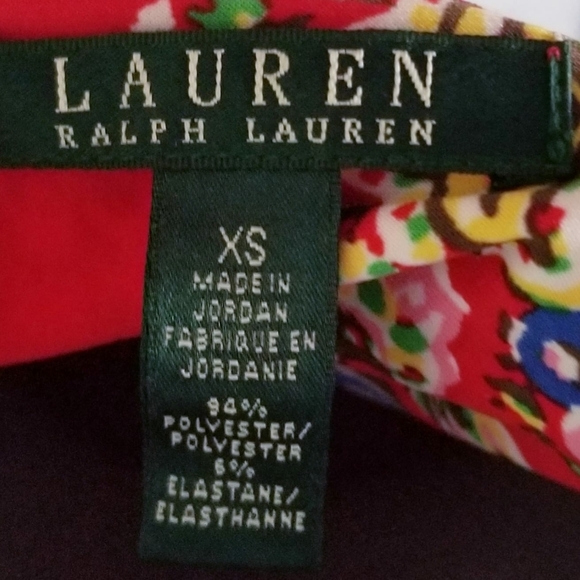 LAUREN
RALPH LAUREN
XS
MADE IN
JORDAN
FABRIQUE EN
JORDANIE
94%
POLYESTER/
POLYESTER
6%
ELASTANE/
ELASTHANNE